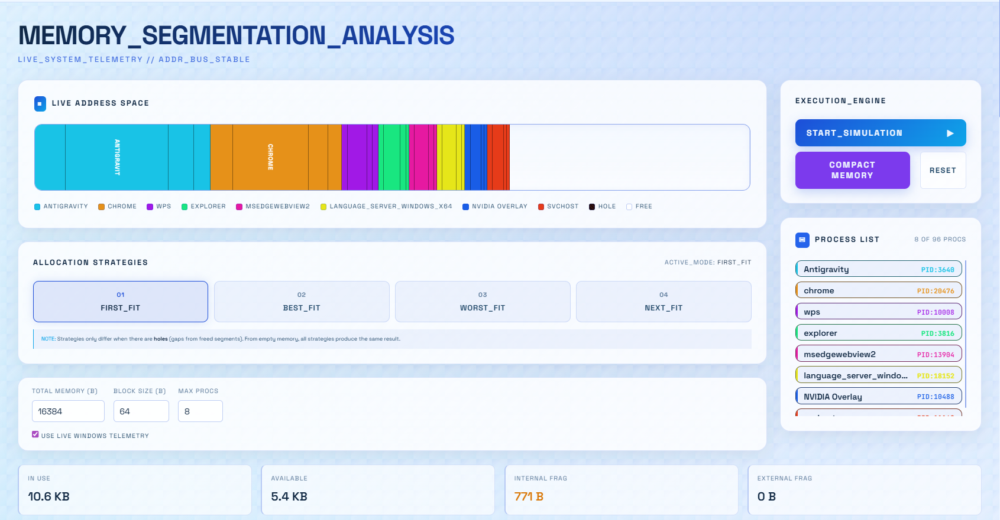 MEMORY_SEGMENTATION_ANALYSIS
LIVE_SYSTEM_TELEMETRY // ADDR_BUS_STABLE
LIVE ADDRESS SPACE
ANTIGRAVIT
CHROME
ANTIGRAVITY CHROME WPS EXPLORER MSEDGEWEBVIEW2 LANGUAGE_SERVER_WINDOWS_X64 NVIDIA OVERLAY SVCHOST HOLE FREE
EXECUTION_ENGINE
START_SIMULATION
COMPACT
MEMORY
RESET
ALLOCATION STRATEGIES
ACTIVE_MODE: FIRST_FIT
01
FIRST_FIT
02
BEST_FIT
03
WORST_FIT
04
NEXT_FIT
NOTE: Strategies only differ when there are holes (gaps from freed segments). From empty memory, all strategies produce the same result.
PROCESS LIST
8 OF 96 PROCS
Antigravity PID:3640
chrome PID:20476
wps PID:10008
explorer PID:3816
msedgewebview2 PID:13904
language_server_windo... PID:18152
NVIDIA Overlay PID:10488
TOTAL MEMORY (B)
16384
BLOCK SIZE (B)
64
MAX PROCS
8
USE LIVE WINDOWS TELEMETRY
IN USE
10.6 KB
AVAILABLE
5.4 KB
INTERNAL FRAG
771 B
EXTERNAL FRAG
0 B